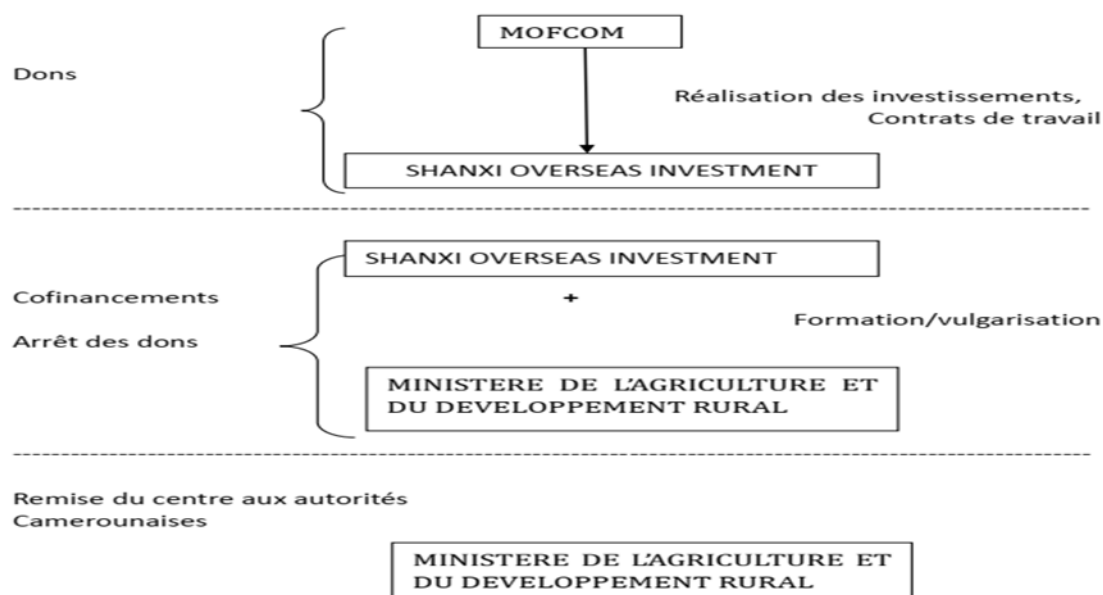 MOFCOM
Dons
Réalisation des investissements,
Contrats de travail
SHANXI OVERSEAS INVESTMENT
SHANXI OVERSEAS INVESTMENT
Cofinancements
+
Formation/vulgarisation
Arrêt des dons
MINISTERE DE L'AGRICULTURE ET
DU DEVELOPPEMENT RURAL
Remise du centre aux autorités
Camerounaises
MINISTERE DE L'AGRICULTURE ET
DU DEVELOPPEMENT RURAL